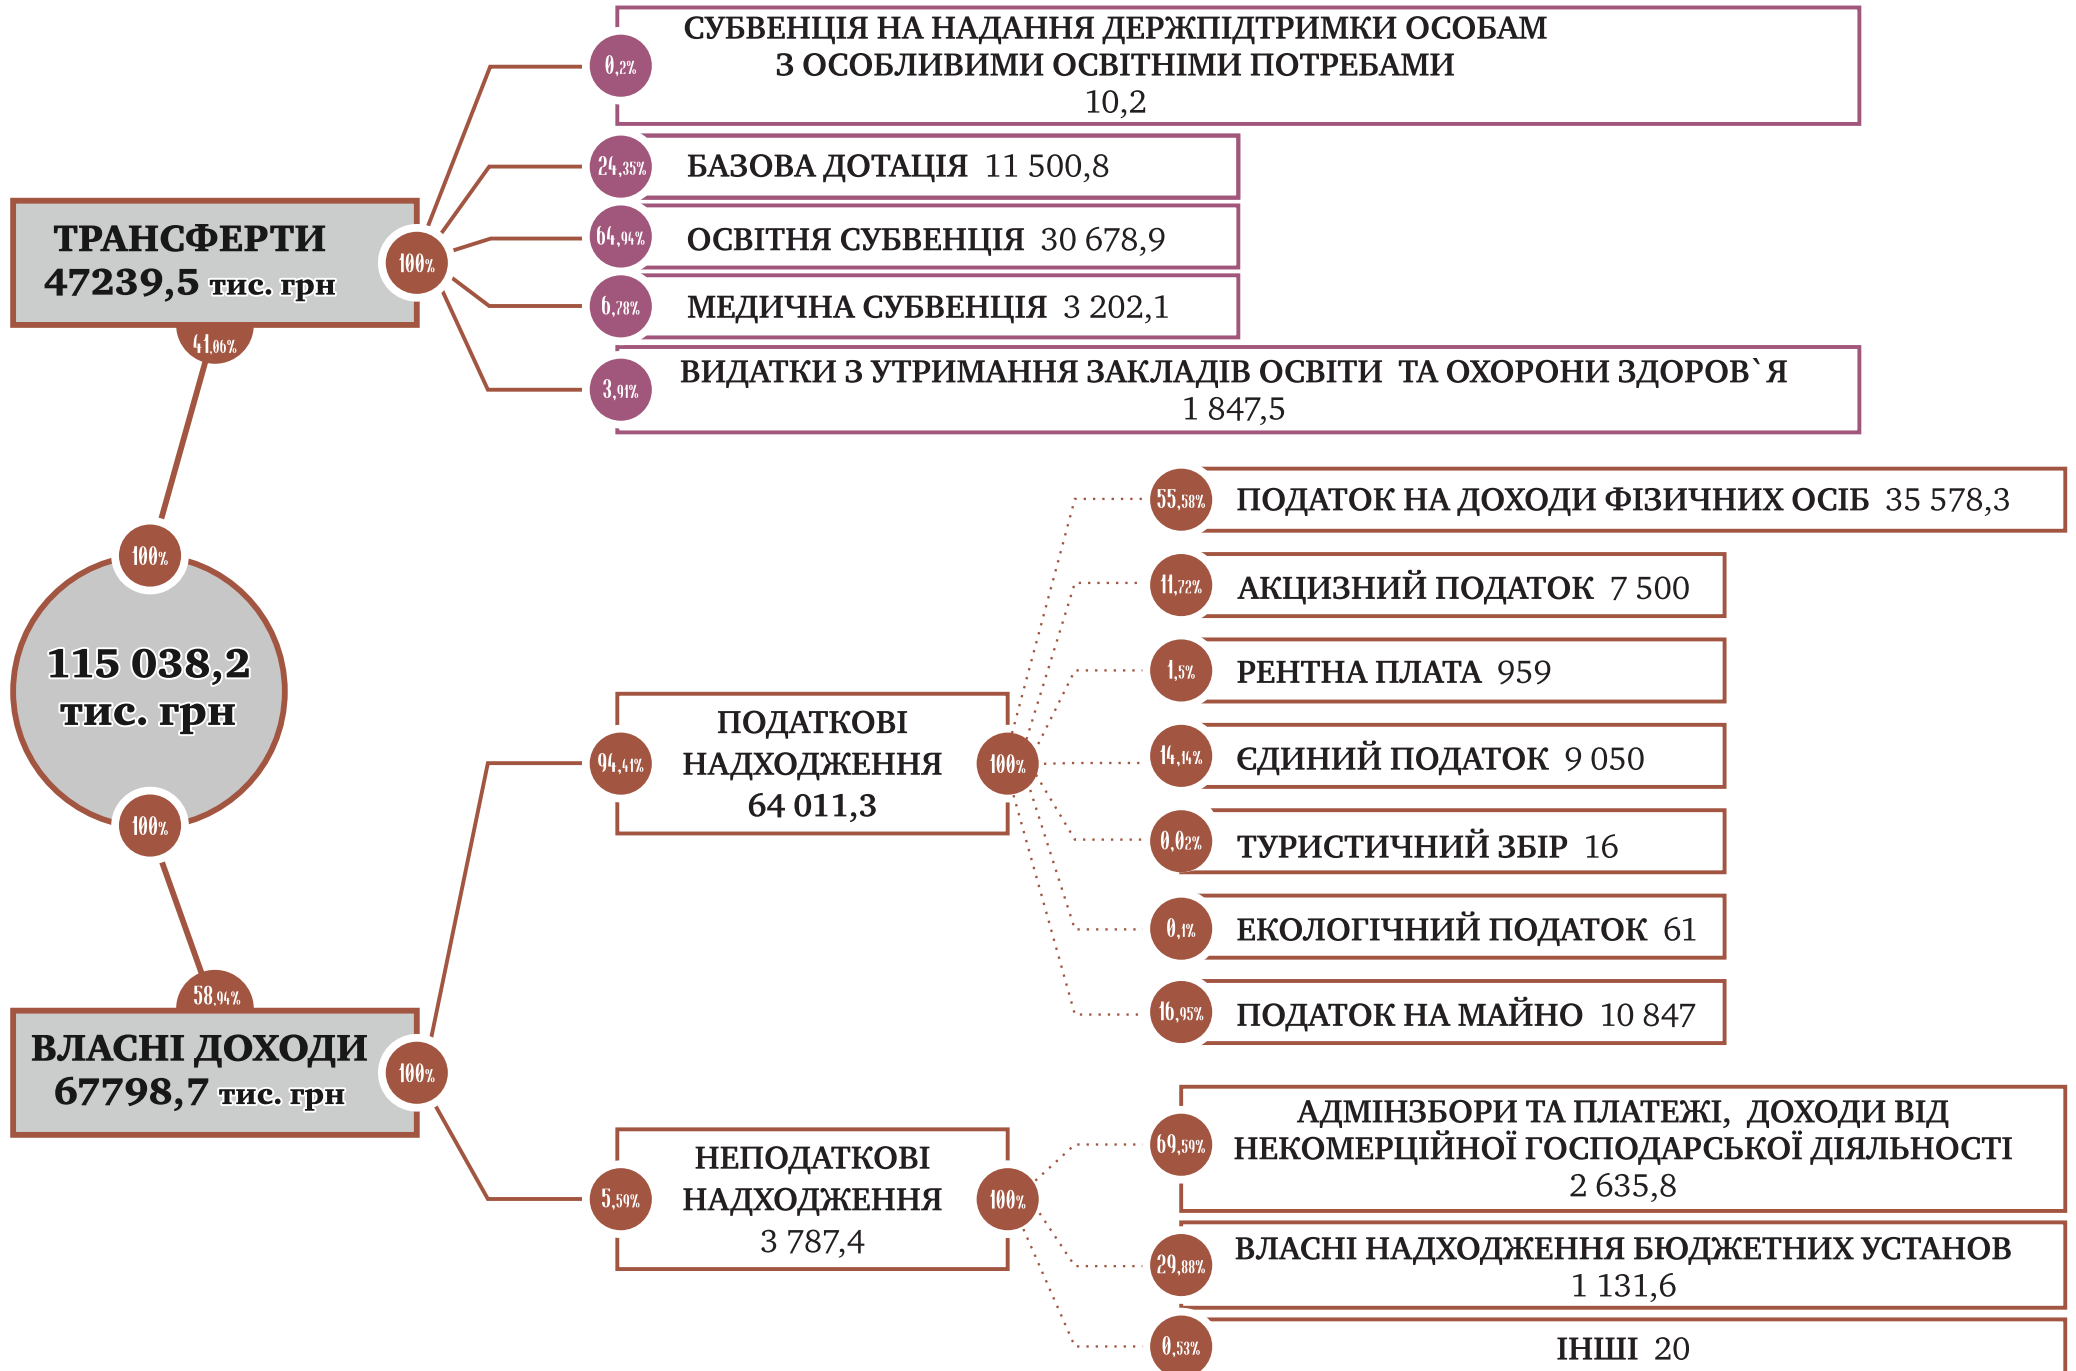 СУБВЕНЦІЯ НА НАДАННЯ ДЕРЖПІДТРИМКИ ОСОБАМ
З ОСОБЛИВИМИ ОСВІТНІМИ ПОТРЕБАМИ
10,2
0,2%
24,35%
БАЗОВА ДОТАЦІЯ 11 500,8
64,94%
ОСВІТНЯ СУБВЕНЦІЯ 30 678,9
6,78%
МЕДИЧНА СУБВЕНЦІЯ 3 202,1
3,91%
ВИДАТКИ З УТРИМАННЯ ЗАКЛАДІВ ОСВІТИ ТА ОХОРОНИ ЗДОРОВ`Я
1 847,5
ТРАНСФЕРТИ
47239,5 тис. грн
100%
41,06%
100%
115 038,2
тис. грн
100%
58,94%
ВЛАСНІ ДОХОДИ
67798,7 тис. грн
100%
94,41%
ПОДАТКОВІ
НАДХОДЖЕННЯ
64 011,3
100%
55,58%
ПОДАТОК НА ДОХОДИ ФІЗИЧНИХ ОСІБ 35 578,3
11,72%
АКЦИЗНИЙ ПОДАТОК 7 500
1,5%
РЕНТНА ПЛАТА 959
14,14%
ЄДИНИЙ ПОДАТОК 9 050
0,02%
ТУРИСТИЧНИЙ ЗБІР 16
0,1%
ЕКОЛОГІЧНИЙ ПОДАТОК 61
16,95%
ПОДАТОК НА МАЙНО 10 847
5,59%
НЕПОДАТКОВІ
НАДХОДЖЕННЯ
3 787,4
100%
69,59%
АДМІНЗБОРИ ТА ПЛАТЕЖІ, ДОХОДИ ВІД
НЕКОМЕРЦІЙНОЇ ГОСПОДАРСЬКОЇ ДІЯЛЬНОСТІ
2 635,8
29,88%
ВЛАСНІ НАДХОДЖЕННЯ БЮДЖЕТНИХ УСТАНОВ
1 131,6
0,53%
ІНШІ 20